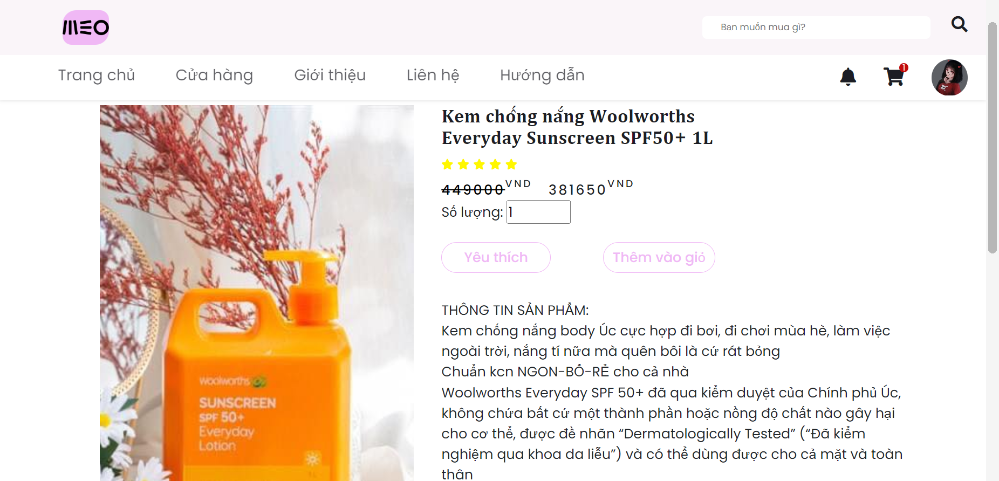 MEO
Bạn muốn mua gì?
Trang chủ
Cửa hàng
Giới thiệu
Liên hệ
Hướng dẫn
1
Kem chống nắng Woolworths
Everyday Sunscreen SPF50+ 1L
449000VND 381650VND
Số lượng: 1
Yêu thích
Thêm vào giỏ
THÔNG TIN SẢN PHẨM:
Kem chống nắng body Úc cực hợp đi bơi, đi chơi mùa hè, làm việc
ngoài trời, nắng tí nữa mà quên bôi là cứ rát bỏng
Chuẩn kcn NGON-BỔ-RẺ cho cả nhà
Woolworths Everyday SPF 50+ đã qua kiểm duyệt của Chính phủ Úc,
không chứa bất cứ một thành phần hoặc nồng độ chất nào gây hại
cho cơ thể, được đề nhãn “Dermatologically Tested” (“Đã kiểm
nghiệm qua khoa da liễu”) và có thể dùng được cho cả mặt và toàn
thân
woolworths
SUNSCREEN
SPF 50+
Everyday
Lotion